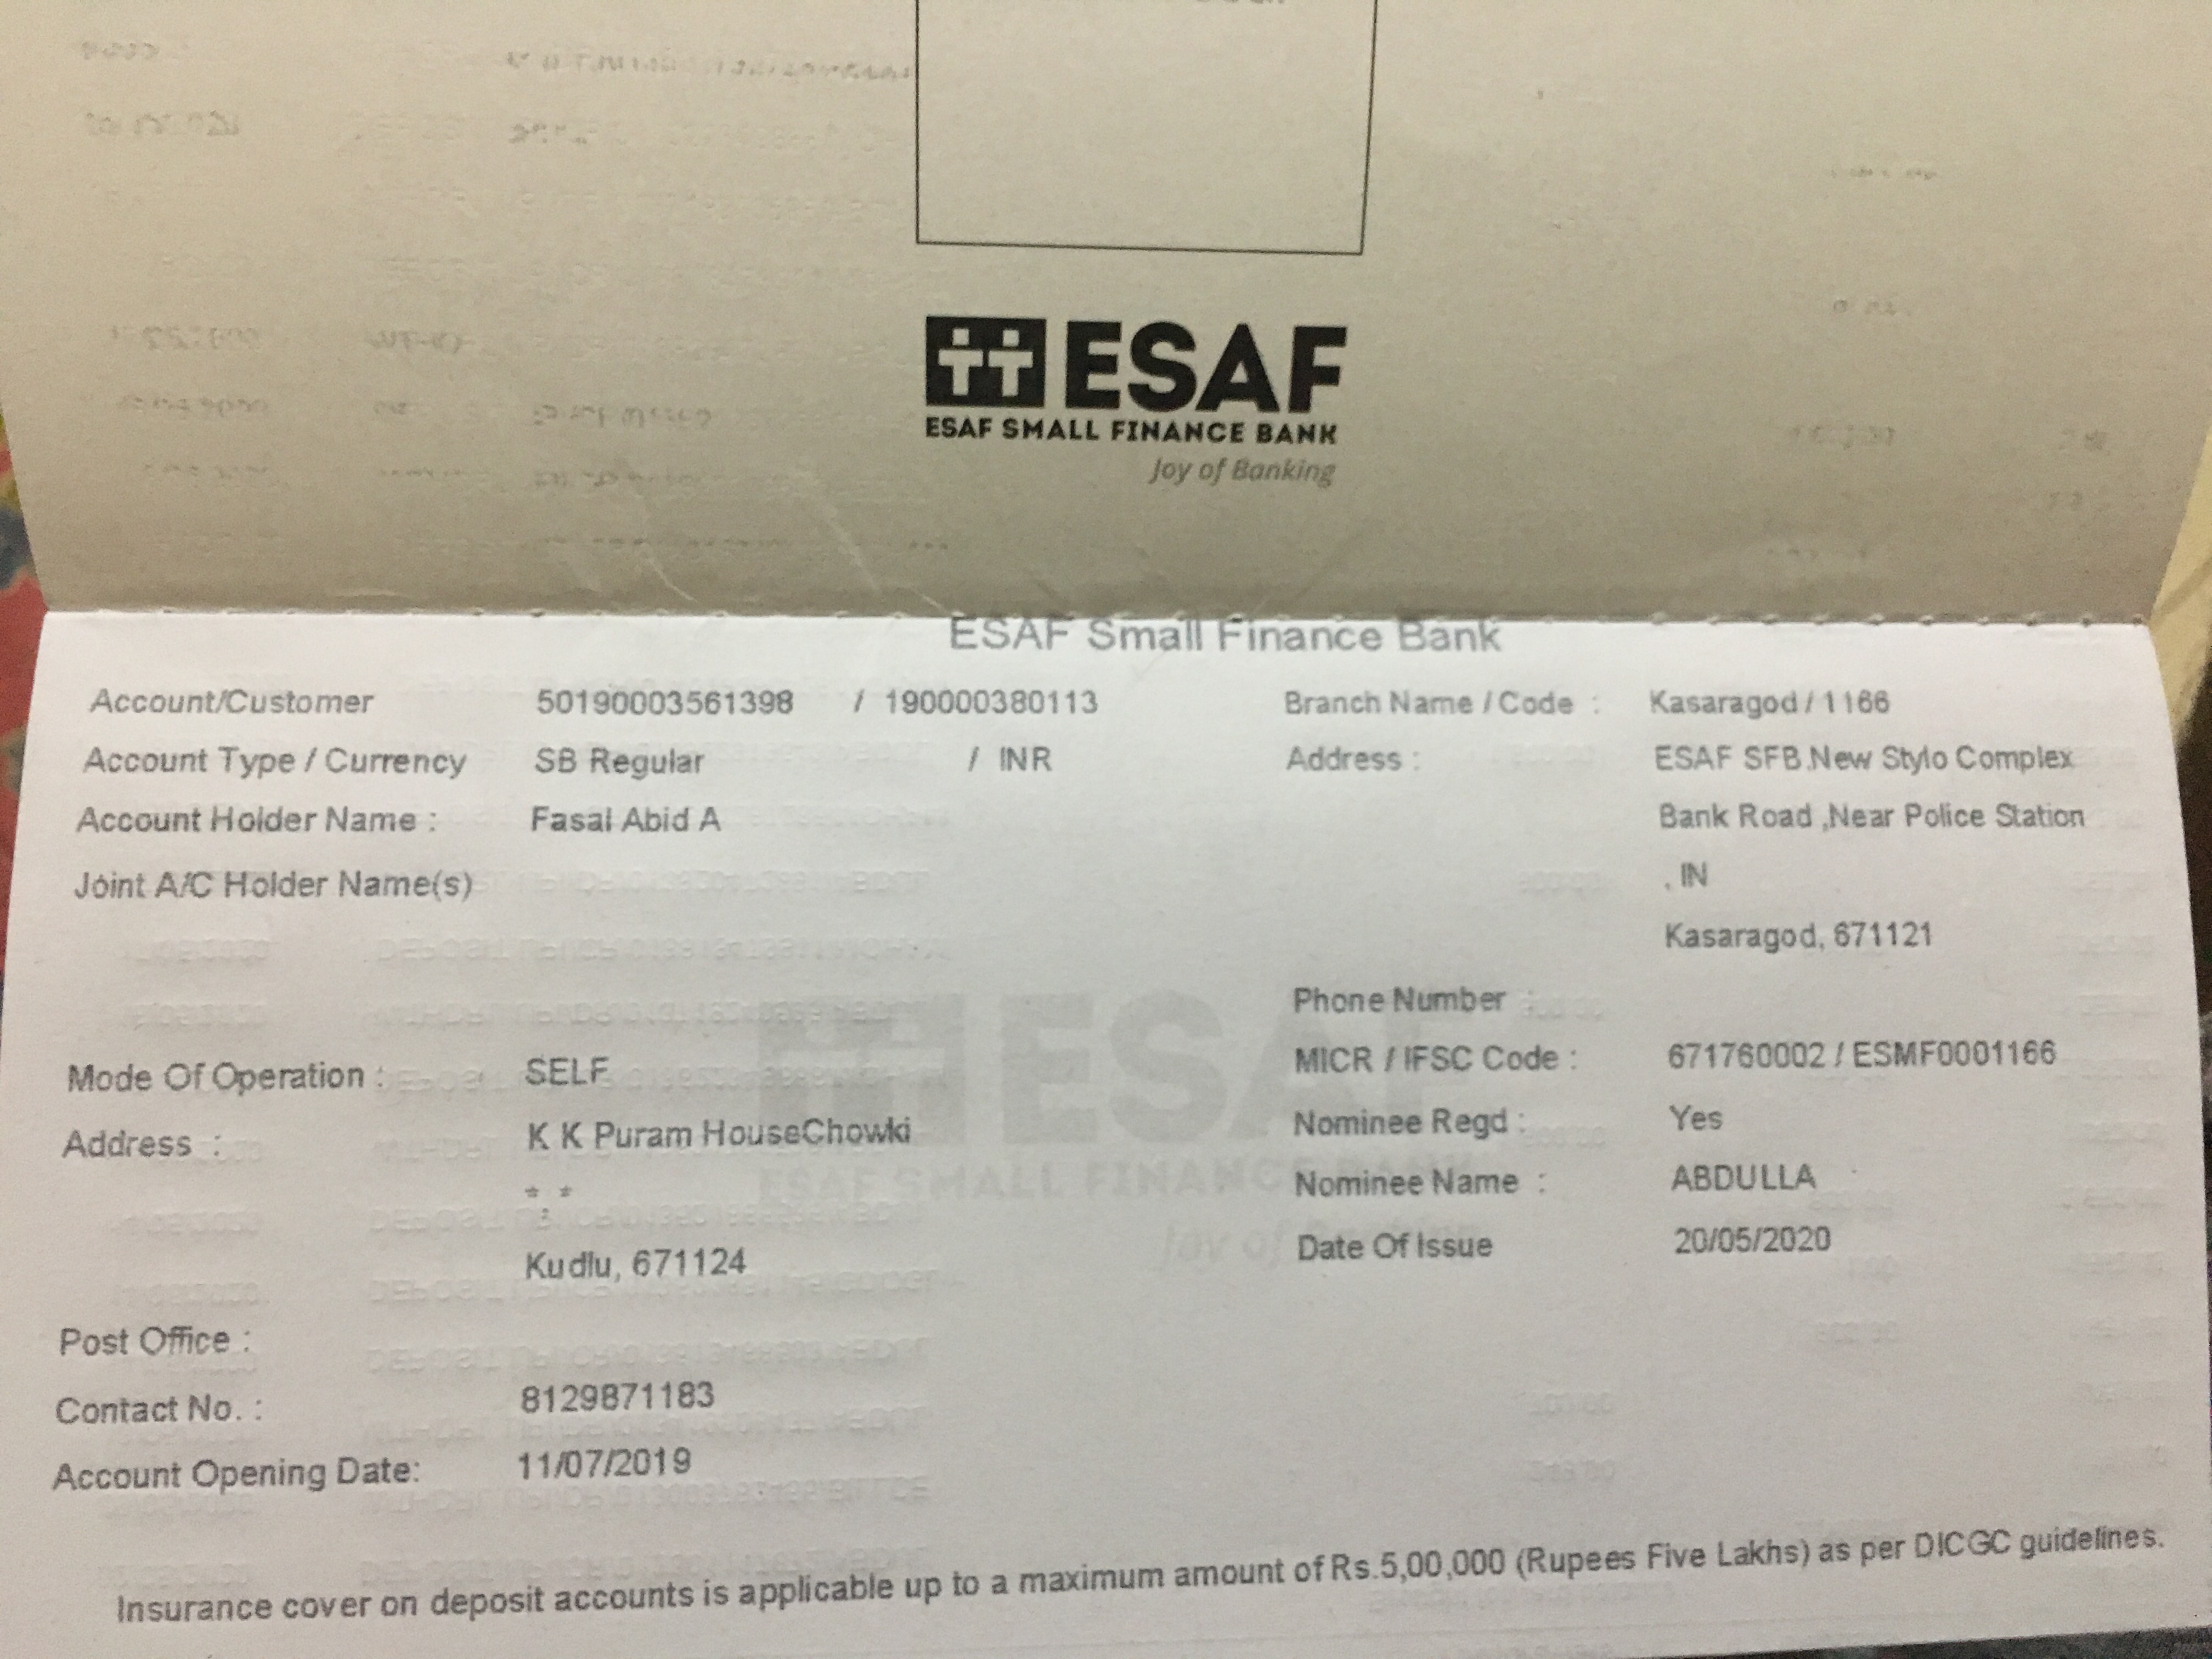 ESAF
ESAF SMALL FINANCE BANK
Joy of Banking
ESAF Small Finance Bank
Account/Customer 50190003561398 / 19000380113 Branch Name / Code : Kasaragod / 1166
Account Type / Currency SB Regular / INR Address : ESAF SFB,New Stylo Complex
Account Holder Name : Fasal Abid A Bank Road ,Near Police Station
Joint A/C Holder Name(s) , IN
Kasaragod, 671121
Phone Number :
Mode Of Operation : SELF MICR / IFSC Code : 671760002 / ESMF0001166
Address : K K Puram HouseChowki Nominee Regd : Yes
* * Nominee Name : ABDULLA
Kudlu, 671124 Date Of Issue 20/05/2020
Post Office :
Contact No. : 8129871183
Account Opening Date: 11/07/2019
Insurance cover on deposit accounts is applicable up to a maximum amount of Rs.5,00,000 (Rupees Five Lakhs) as per DICGC guidelines.